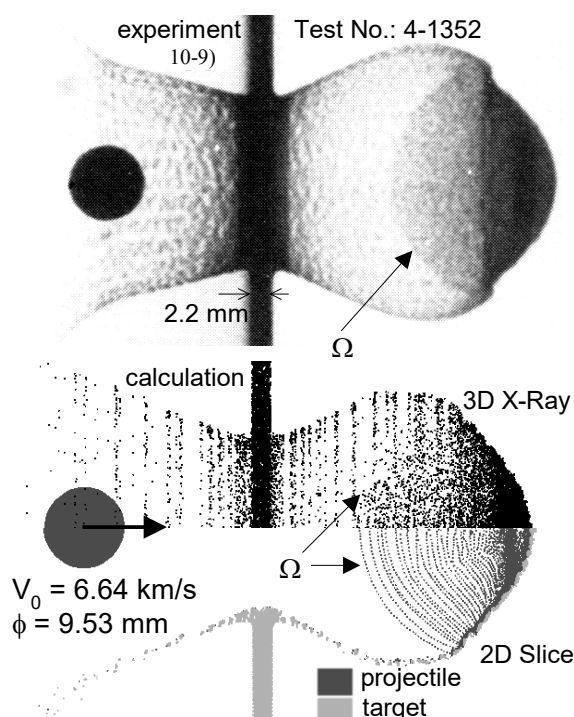 experiment
10-9)
Test No.: 4-1352
2.2 mm
Ω
calculation
3D X-Ray
Ω
V₀ = 6.64 km/s
ϕ = 9.53 mm
2D Slice
projectile
target